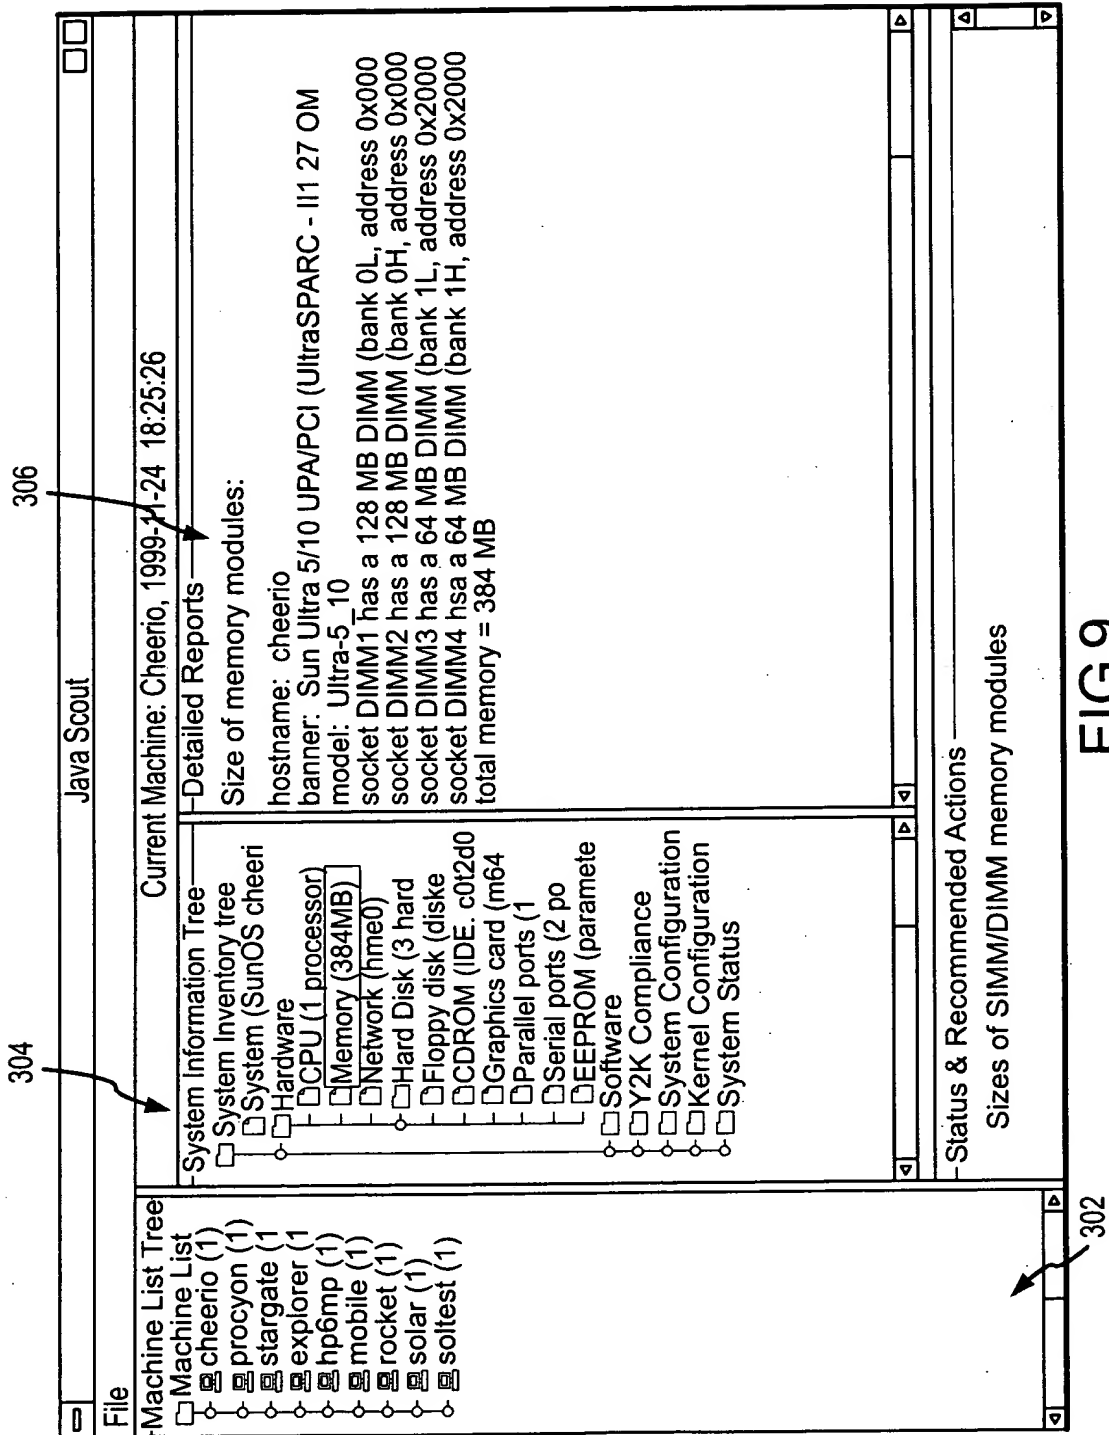 Java Scout
File
Current Machine: Cheerio, 1999-11-24 18:25:26
Machine List Tree
Machine List
cheerio (1)
procyon (1)
stargate (1
explorer (1
hp6mp (1)
mobile (1)
rocket (1)
solar (1)
soltest (1)
System Information Tree
System Inventory tree
System (SunOS cheeri
Hardware
CPU (1 processor)
Memory (384MB)
Network (hme0)
Hard Disk (3 hard
Floppy disk (diske
CDROM (IDE. c0t2d0
Graphics card (m64
Parallel ports (1
Serial ports (2 po
EEPROM (paramete
Software
Y2K Compliance
System Configuration
Kernel Configuration
System Status
Detailed Reports
Size of memory modules:
hostname: cheerio
banner: Sun Ultra 5/10 UPA/PCI (UltraSPARC - II1 27 OM
model: Ultra-5_10
socket DIMM1 has a 128 MB DIMM (bank 0L, address 0x000
socket DIMM2 has a 128 MB DIMM (bank 0H, address 0x000
socket DIMM3 has a 64 MB DIMM (bank 1L, address 0x2000
socket DIMM4 hsa a 64 MB DIMM (bank 1H, address 0x2000
total memory = 384 MB
Status & Recommended Actions
Sizes of SIMM/DIMM memory modules
302
304
306
FIG.9